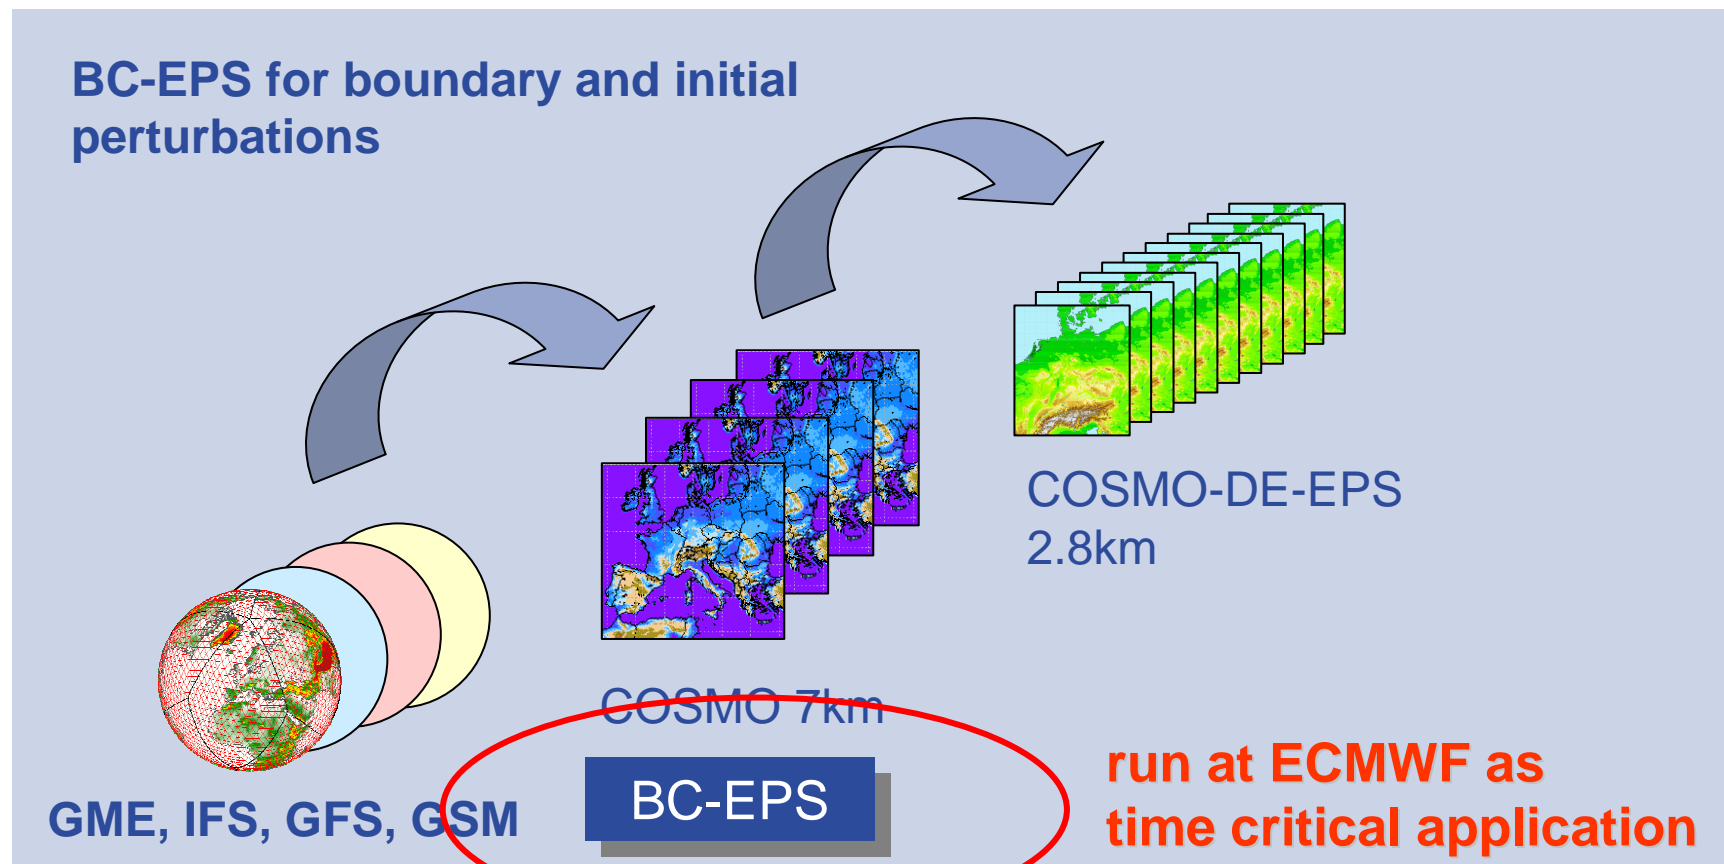 BC-EPS for boundary and initial
perturbations
COSMO-DE-EPS
2.8km
COSMO 7km
BC-EPS
GME, IFS, GFS, GSM
run at ECMWF as
time critical application